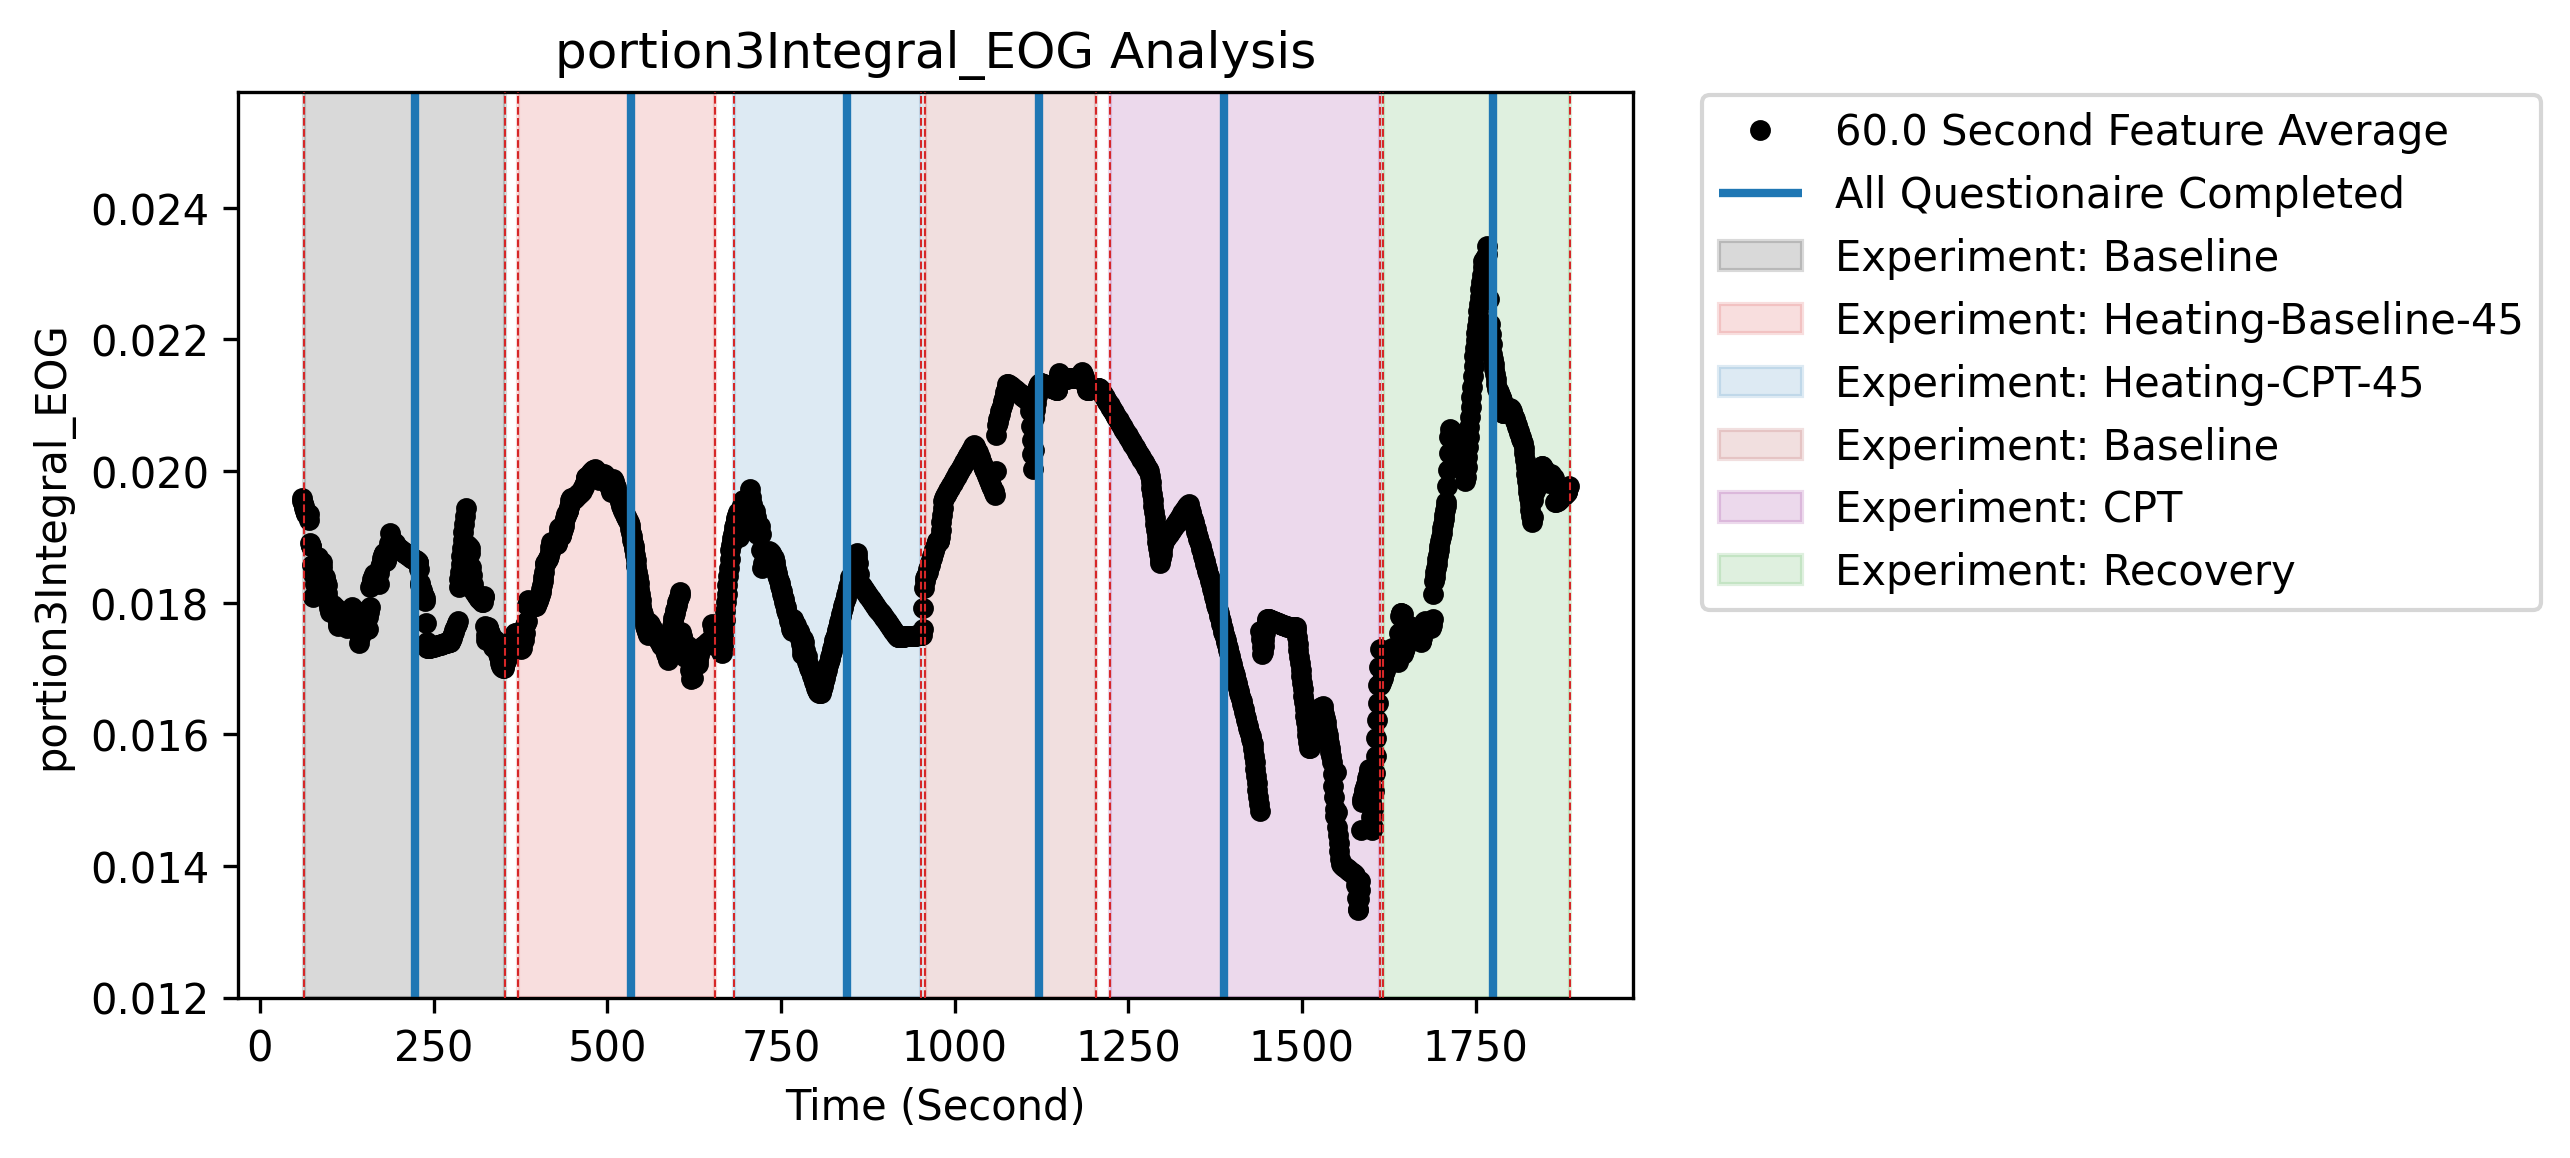 portion3Integral_EOG Analysis
portion3Integral_EOG
0.024
0.022
0.020
0.018
0.016
0.014
0.012
0 250 500 750 1000 1250 1500 1750
Time (Second)
60.0 Second Feature Average
All Questionaire Completed
Experiment: Baseline
Experiment: Heating-Baseline-45
Experiment: Heating-CPT-45
Experiment: Baseline
Experiment: CPT
Experiment: Recovery